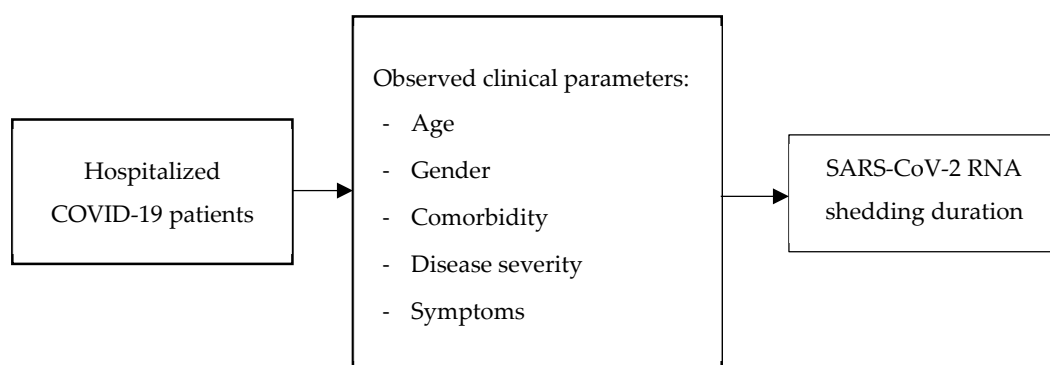 Hospitalized
COVID-19 patients
Observed clinical parameters:
- Age
- Gender
- Comorbidity
- Disease severity
- Symptoms
SARS-CoV-2 RNA
shedding duration